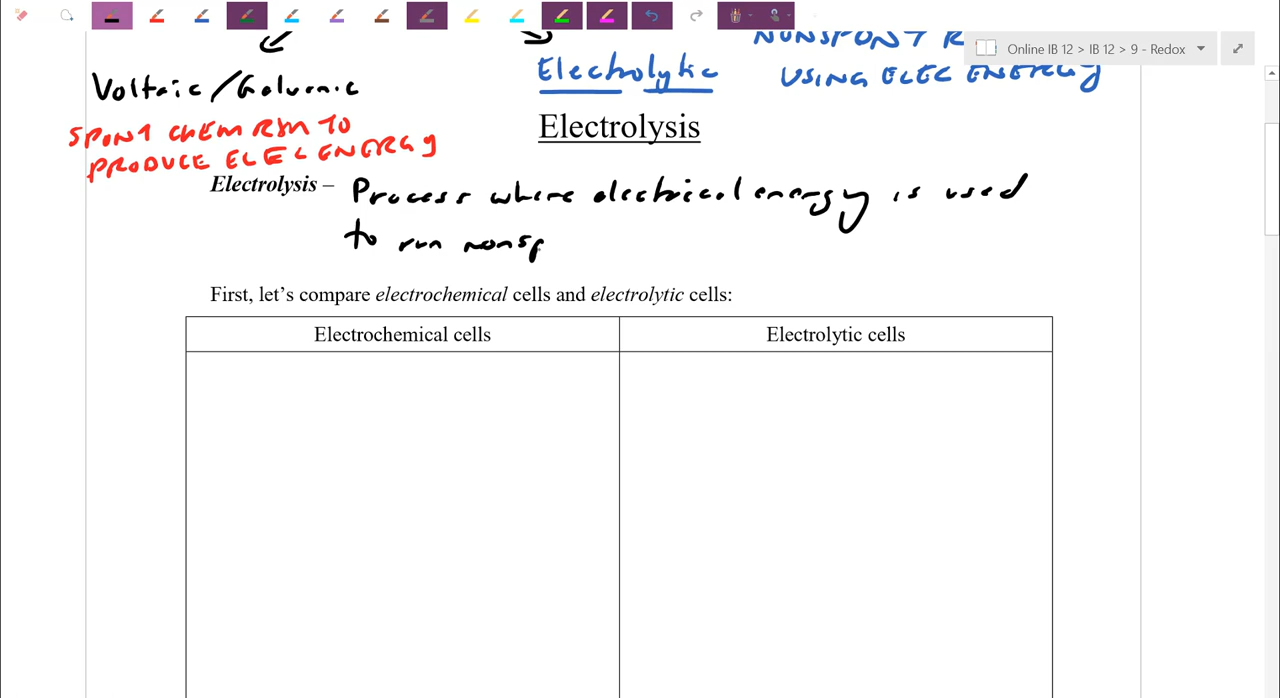 Online IB 12 > IB 12 > 9 - Redox
Voltaic/Galvanic
SPONT CHEM RXN TO
PRODUCE ELEC ENERGY
NONSPONT R
USING ELEC ENERGY
Electrolytic
Electrolysis
Electrolysis – Process where electrical energy is used
to run nonsp
First, let's compare electrochemical cells and electrolytic cells:
Electrochemical cells
Electrolytic cells